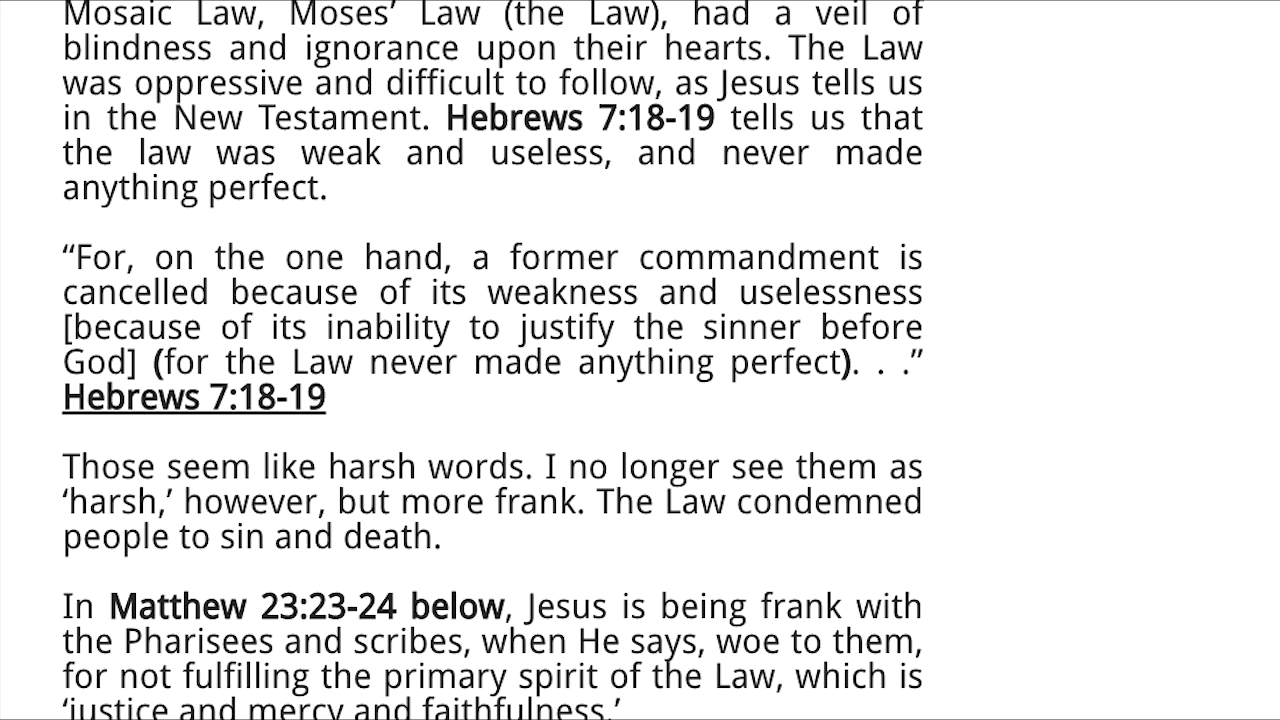 Mosaic Law, Moses’ Law (the Law), had a veil of
blindness and ignorance upon their hearts. The Law
was oppressive and difficult to follow, as Jesus tells us
in the New Testament. Hebrews 7:18-19 tells us that
the law was weak and useless, and never made
anything perfect.
“For, on the one hand, a former commandment is
cancelled because of its weakness and uselessness
[because of its inability to justify the sinner before
God] (for the Law never made anything perfect). . .”
Hebrews 7:18-19
Those seem like harsh words. I no longer see them as
‘harsh,’ however, but more frank. The Law condemned
people to sin and death.
In Matthew 23:23-24 below, Jesus is being frank with
the Pharisees and scribes, when He says, woe to them,
for not fulfilling the primary spirit of the Law, which is
‘justice and mercy and faithfulness.’